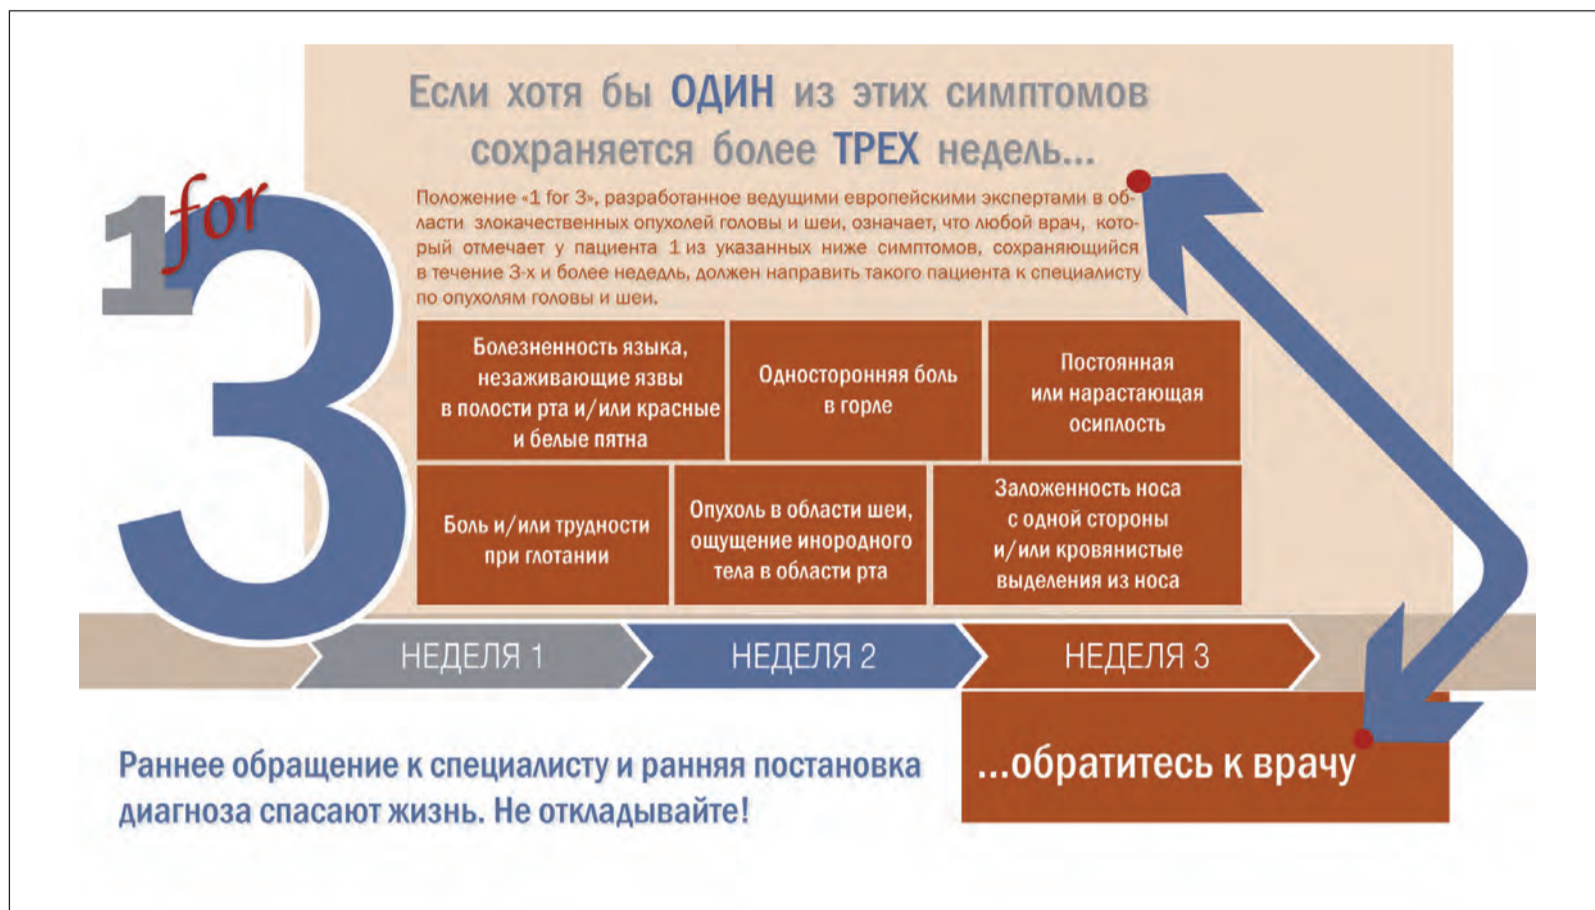 Если хотя бы ОДИН из этих симптомов
сохраняется более ТРЕХ недель...
1 for 3
Положение «1 for 3», разработанное ведущими европейскими экспертами в об-
ласти злокачественных опухолей головы и шеи, означает, что любой врач, кото-
рый отмечает у пациента 1 из указанных ниже симптомов, сохраняющийся
в течение 3-х и более недедль, должен направить такого пациента к специалисту
по опухолям головы и шеи.
Болезненность языка,
незаживающие язвы
в полости рта и/или красные
и белые пятна
Односторонняя боль
в горле
Постоянная
или нарастающая
осиплость
Боль и/или трудности
при глотании
Опухоль в области шеи,
ощущение инородного
тела в области рта
Заложенность носа
с одной стороны
и/или кровянистые
выделения из носа
НЕДЕЛЯ 1
НЕДЕЛЯ 2
НЕДЕЛЯ 3
Раннее обращение к специалисту и ранняя постановка
диагноза спасают жизнь. Не откладывайте!
...обратитесь к врачу